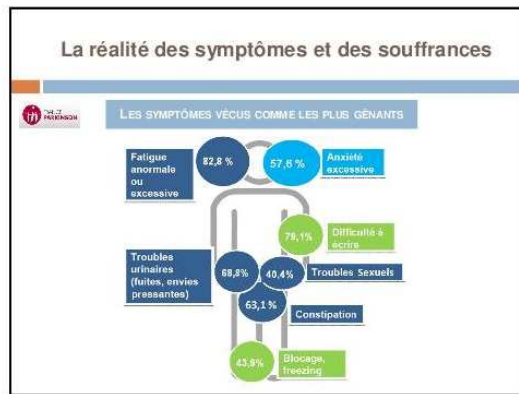 La réalité des symptômes et des souffrances
PARKINSON
LES SYMPTÔMES VÉCUS COMME LES PLUS GÊNANTS
Fatigue
anormale
ou
excessive
82,8 %
57,6 %
Anxiété
excessive
79,1%
Difficulté à
écrire
Troubles
urinaires
(fuites, envies
pressantes)
68,8%
40,4%
Troubles Sexuels
63,1%
Constipation
43,9%
Blocage,
freezing